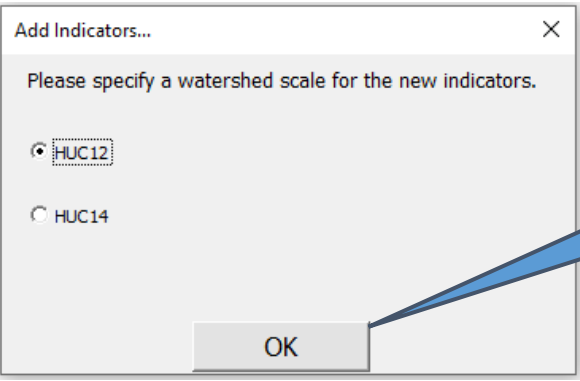 Add Indicators...
Please specify a watershed scale for the new indicators.
HUC12
HUC14
OK